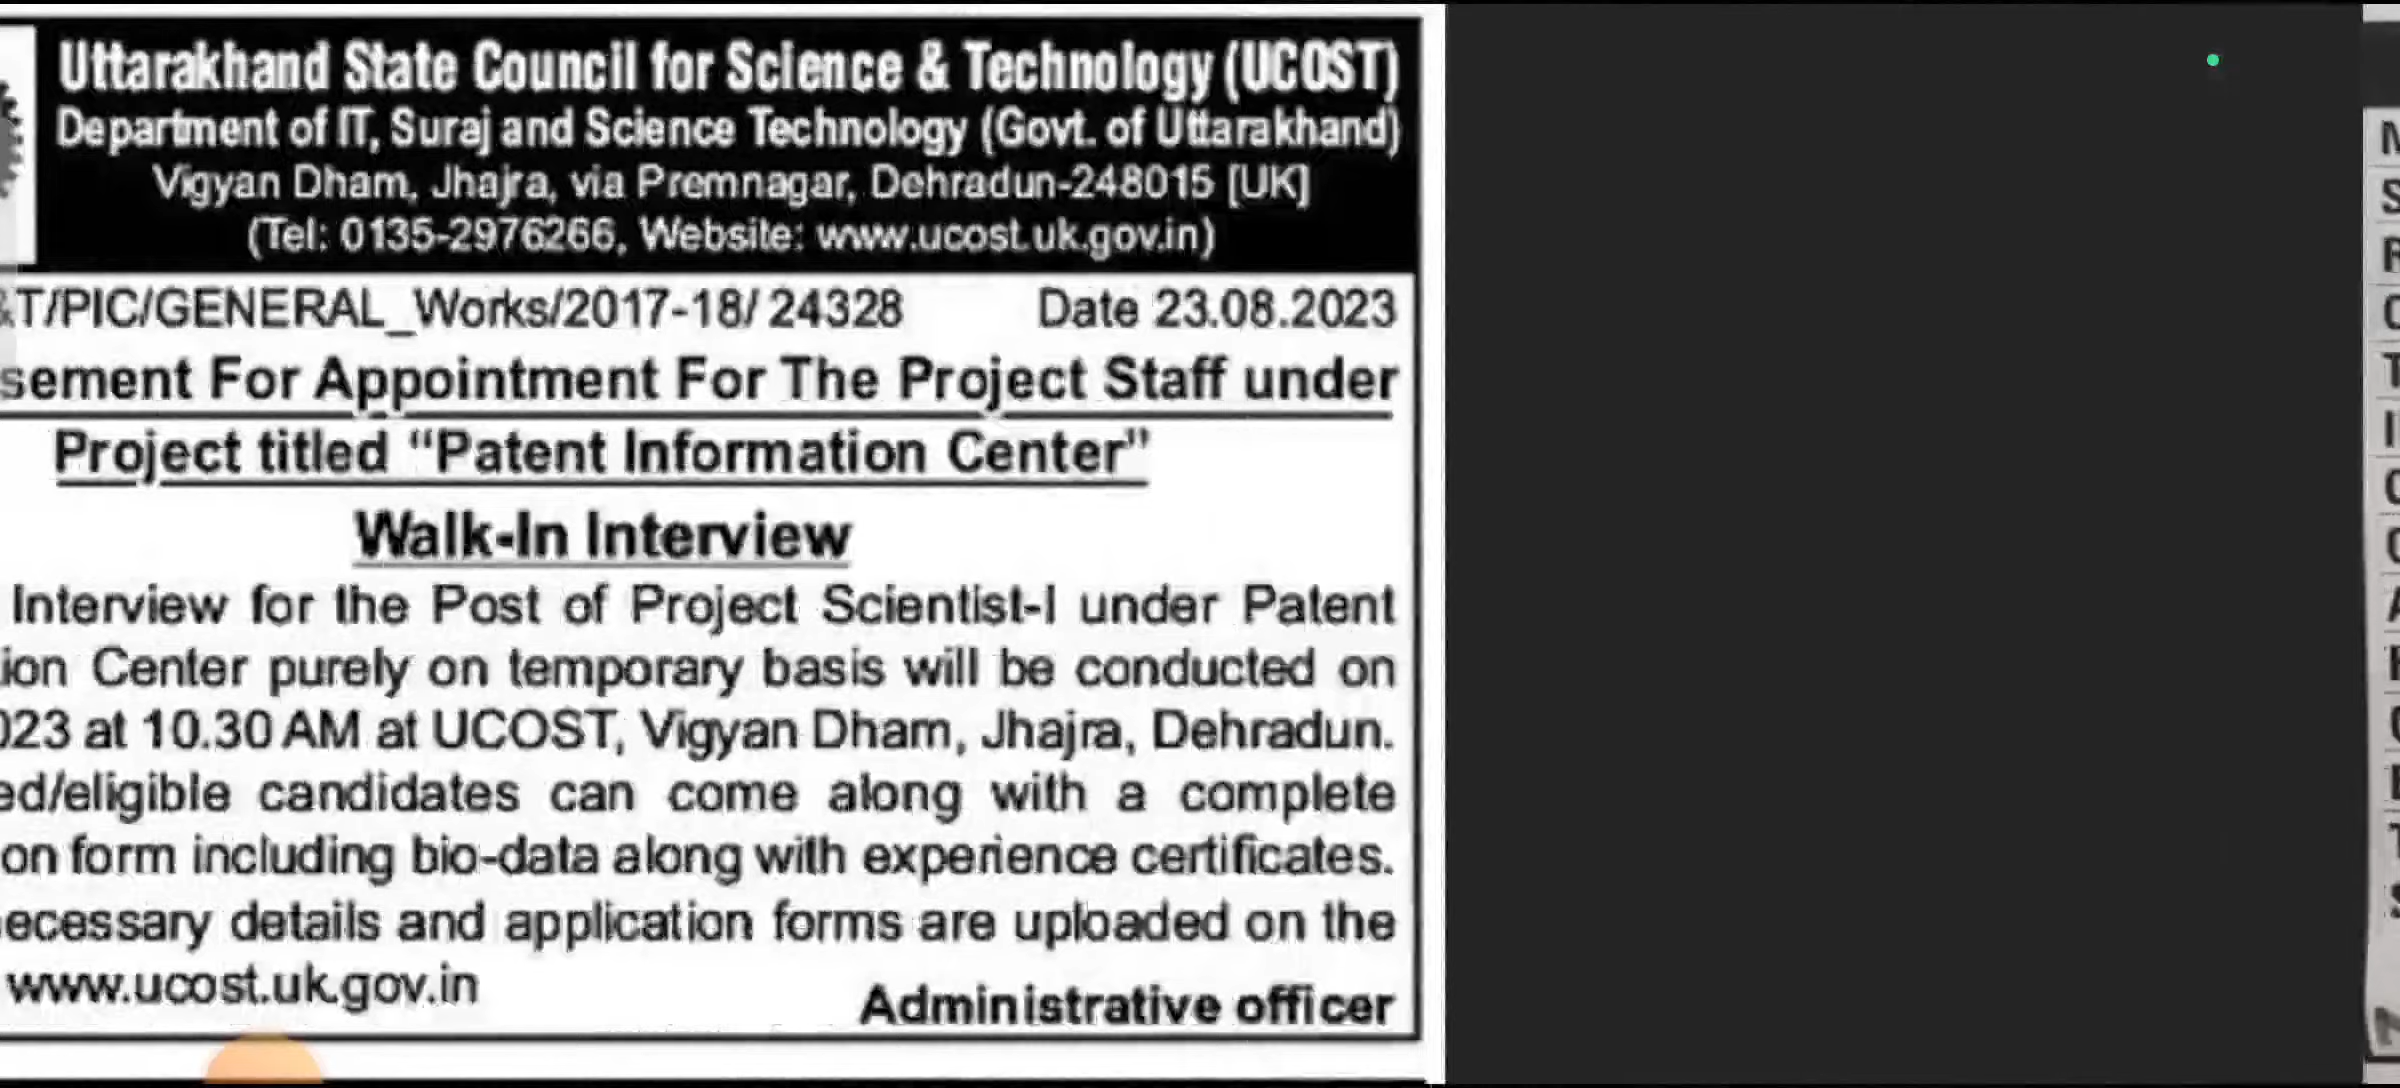 Uttarakhand State Council for Science & Technology (UCOST)
Department of IT, Suraj and Science Technology (Govt. of Uttarakhand)
Vigyan Dham, Jhajra, via Premnagar, Dehradun-248015 [UK]
(Tel: 0135-2976266, Website: www.ucost.uk.gov.in)
&T/PIC/GENERAL_Works/2017-18/ 24328 Date 23.08.2023
sement For Appointment For The Project Staff under
Project titled “Patent Information Center”
Walk-In Interview
Interview for the Post of Project Scientist-I under Patent
ion Center purely on temporary basis will be conducted on
023 at 10.30 AM at UCOST, Vigyan Dham, Jhajra, Dehradun.
ed/eligible candidates can come along with a complete
on form including bio-data along with experience certificates.
ecessary details and application forms are uploaded on the
www.ucost.uk.gov.in
Administrative officer